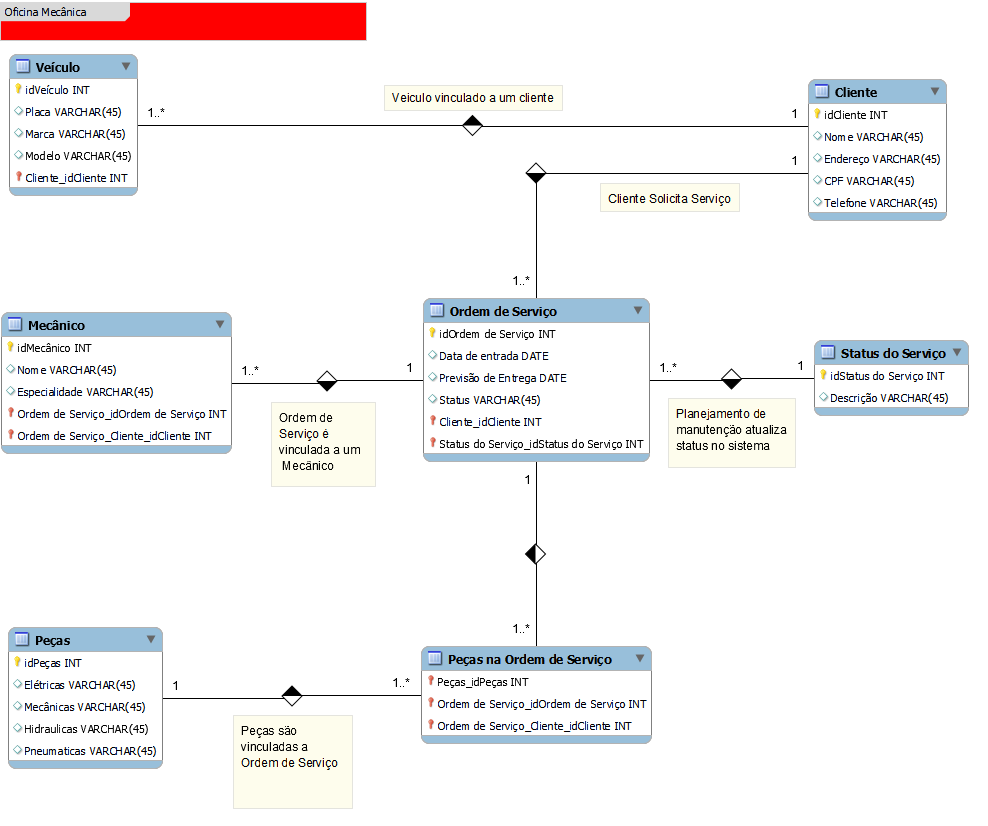 Oficina Mecânica
Veículo
idVeículo INT
Placa VARCHAR(45)
Marca VARCHAR(45)
Modelo VARCHAR(45)
Cliente_idCliente INT
1..*
Veiculo vinculado a um cliente
1
Cliente
idCliente INT
Nome VARCHAR(45)
Endereço VARCHAR(45)
CPF VARCHAR(45)
Telefone VARCHAR(45)
1
Cliente Solicita Serviço
1..*
Mecânico
idMecânico INT
Nome VARCHAR(45)
Especialidade VARCHAR(45)
Ordem de Serviço_idOrdem de Serviço INT
Ordem de Serviço_Cliente_idCliente INT
1..*
1
Ordem de
Serviço é
vinculada a um
Mecânico
Ordem de Serviço
idOrdem de Serviço INT
Data de entrada DATE
Previsão de Entrega DATE
Status VARCHAR(45)
Cliente_idCliente INT
Status do Serviço_idStatus do Serviço INT
1..*
1
Planejamento de
manutenção atualiza
status no sistema
Status do Serviço
idStatus do Serviço INT
Descrição VARCHAR(45)
1
1..*
Peças
idPeças INT
Elétricas VARCHAR(45)
Mecânicas VARCHAR(45)
Hidraulicas VARCHAR(45)
Pneumaticas VARCHAR(45)
1
1..*
Peças são
vinculadas a
Ordem de Serviço
Peças na Ordem de Serviço
Peças_idPeças INT
Ordem de Serviço_idOrdem de Serviço INT
Ordem de Serviço_Cliente_idCliente INT